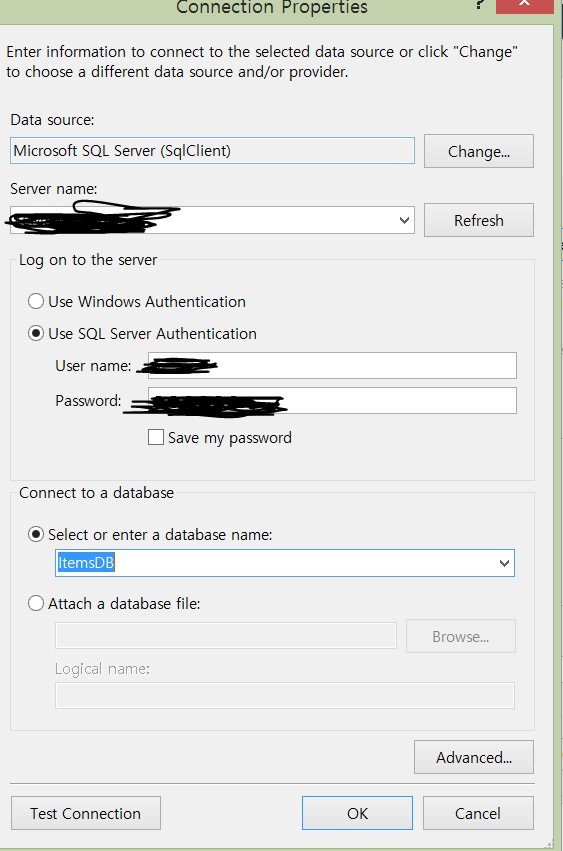 Connection Properties
?
Enter information to connect to the selected data source or click "Change"
to choose a different data source and/or provider.
Data source:
Microsoft SQL Server (SqlClient)
Change...
Server name:
Refresh
Log on to the server
Use Windows Authentication
Use SQL Server Authentication
User name:
Password:
Save my password
Connect to a database
Select or enter a database name:
ItemsDB
Attach a database file:
Browse...
Logical name:
Advanced...
Test Connection
OK
Cancel